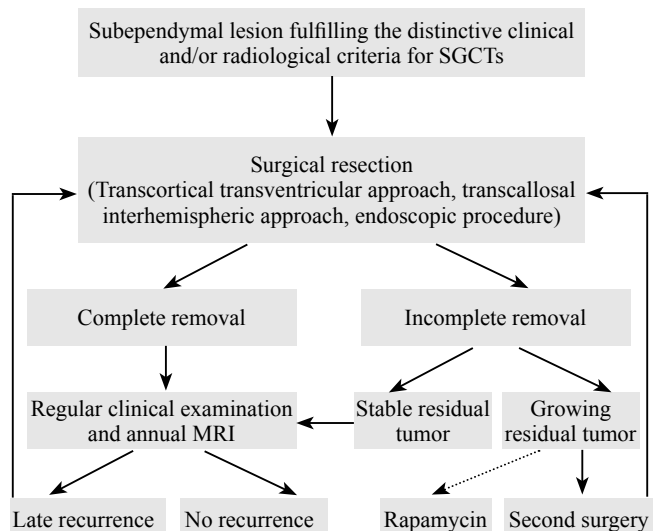 Subependymal lesion fulfilling the distinctive clinical
and/or radiological criteria for SGCTs
Surgical resection
(Transcortical transventricular approach, transcallosal
interhemispheric approach, endoscopic procedure)
Complete removal
Incomplete removal
Regular clinical examination
and annual MRI
Stable residual
tumor
Growing
residual tumor
Late recurrence
No recurrence
Rapamycin
Second surgery